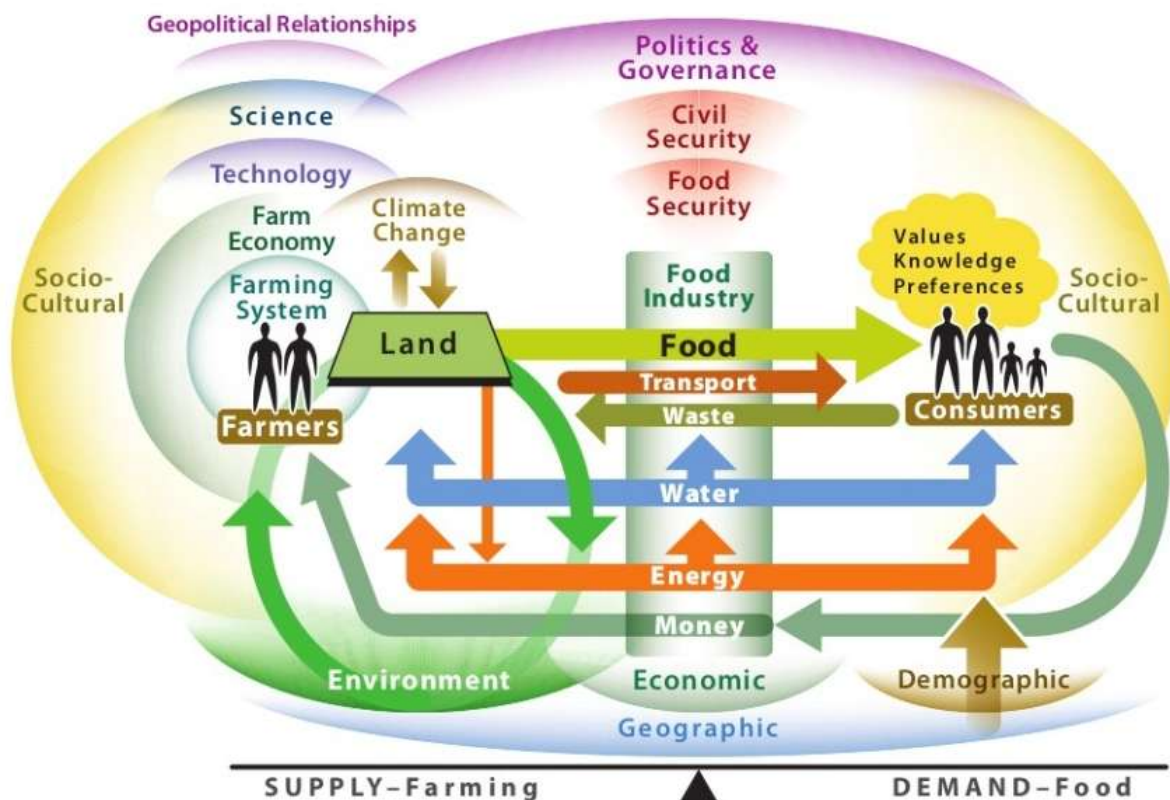 Geopolitical Relationships
Politics &
Governance
Science
Civil
Security
Technology
Food
Security
Climate
Change
Farm
Economy
Socio-
Cultural
Farming
System
Land
Farmers
Food
Industry
Food
Transport
Waste
Water
Energy
Money
Values
Knowledge
Preferences
Consumers
Socio-
Cultural
Environment
Economic
Demographic
Geographic
SUPPLY–Farming
DEMAND–Food